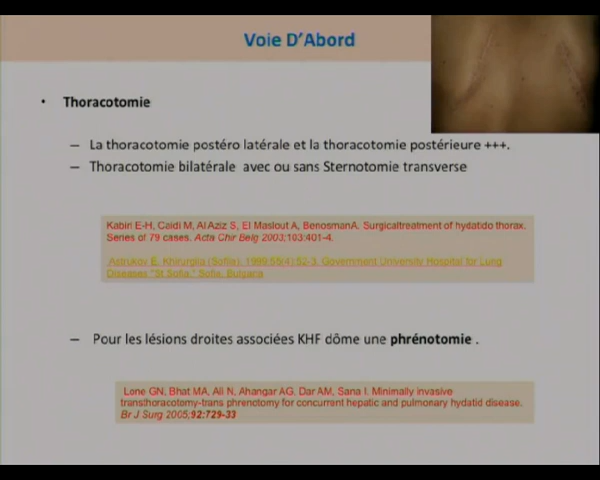 Voie D'Abord
• Thoracotomie
– La thoracotomie postéro latérale et la thoracotomie postérieure +++.
– Thoracotomie bilatérale avec ou sans Sternotomie transverse
Kabiri E-H, Caidi M, Al Aziz S, El Maslout A, BenosmanA. Surgicaltreatment of hydatido thorax.
Series of 79 cases. Acta Chir Belg 2003;103:401-4.
Asarukov E. Khirurgiia (Sofiia). 1999;55(4):52-3. Government University Hospital for Lung
Diseases "St Sofia," Sofia, Bulgaria
– Pour les lésions droites associées KHF dôme une phrénotomie .
Lone GN, Bhat MA, Ali N, Ahangar AG, Dar AM, Sana I. Minimally invasive
transthoracotomy-trans phrenotomy for concurrent hepatic and pulmonary hydatid disease.
Br J Surg 2005;92:729-33